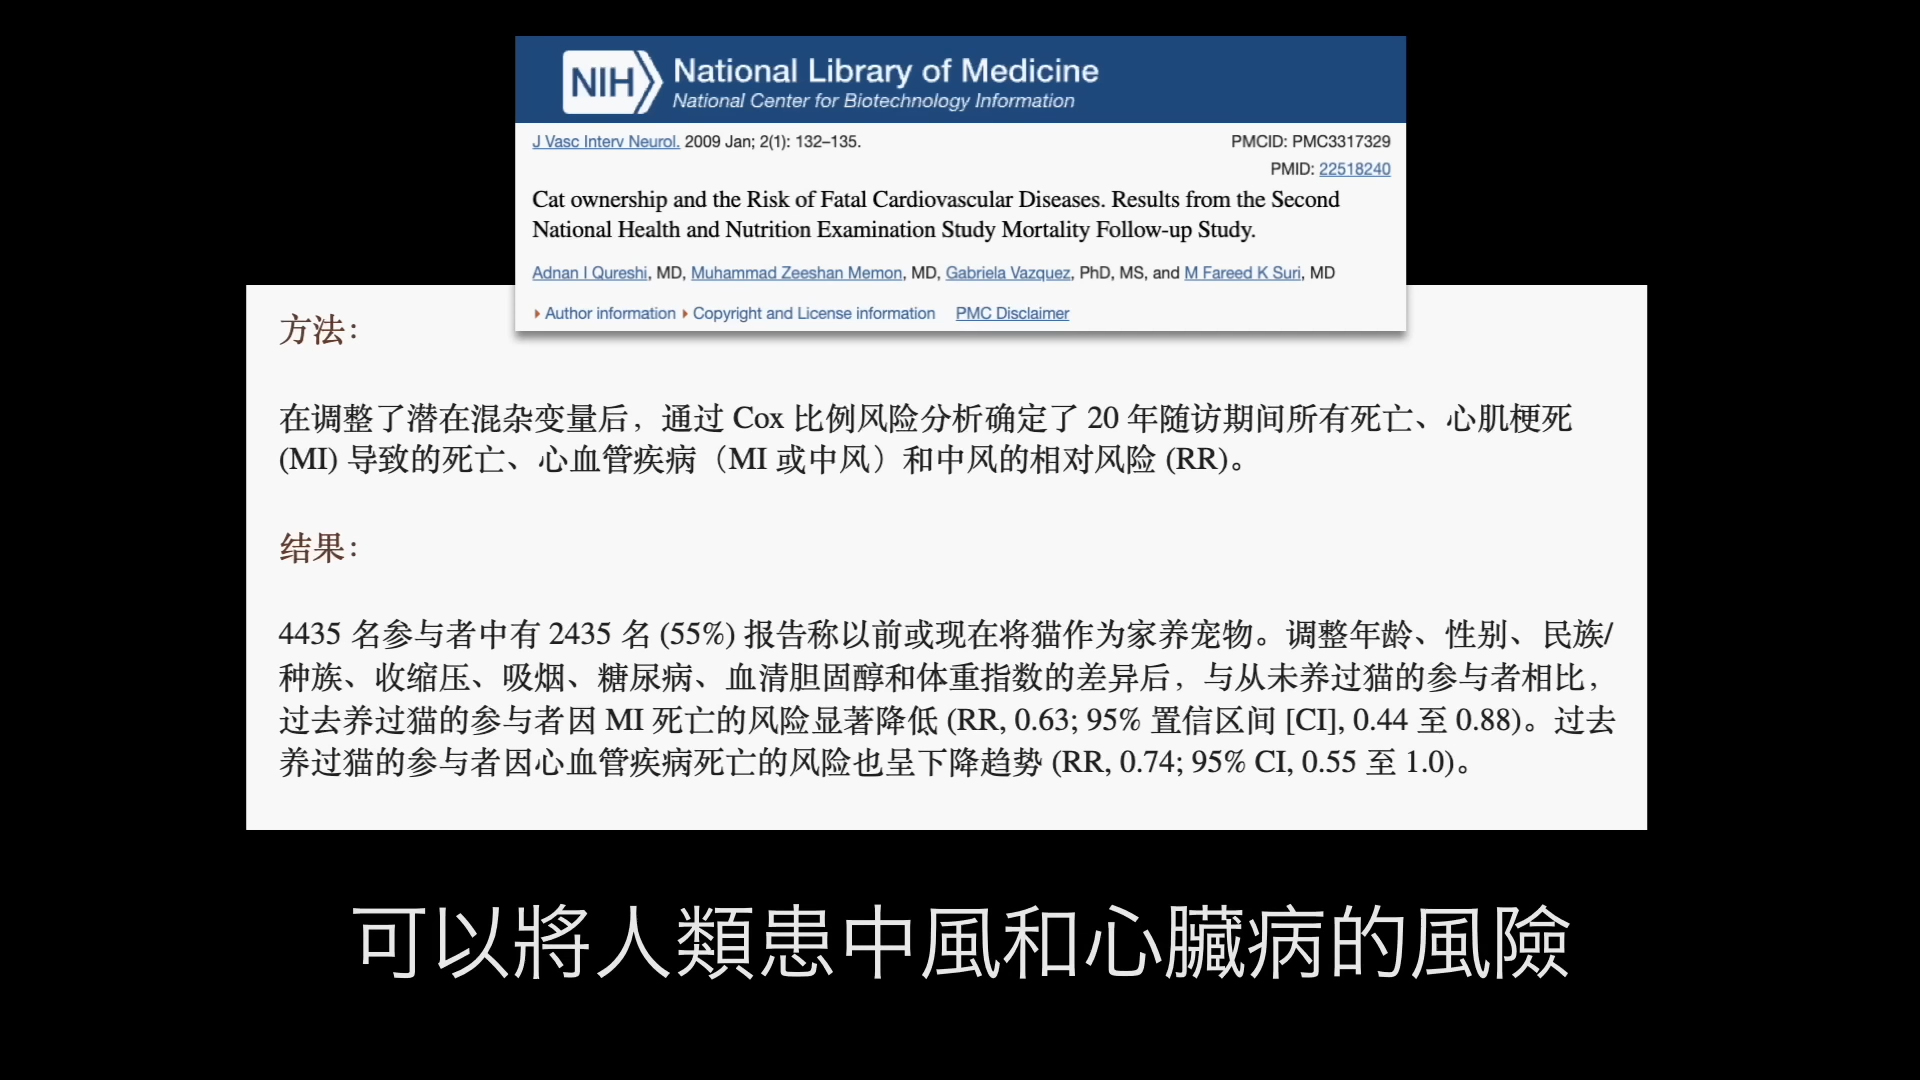 NIH National Library of Medicine
National Center for Biotechnology Information
J Vasc Interv Neurol. 2009 Jan; 2(1): 132–135.
PMCID: PMC3317329
PMID: 22518240
Cat ownership and the Risk of Fatal Cardiovascular Diseases. Results from the Second
National Health and Nutrition Examination Study Mortality Follow-up Study.
Adnan I Qureshi, MD, Muhammad Zeeshan Memon, MD, Gabriela Vazquez, PhD, MS, and M Fareed K Suri, MD
Author information Copyright and License information PMC Disclaimer
方法：
在调整了潜在混杂变量后，通过 Cox 比例风险分析确定了 20 年随访期间所有死亡、心肌梗死
(MI) 导致的死亡、心血管疾病（MI 或中风）和中风的相对风险 (RR)。
结果：
4435 名参与者中有 2435 名 (55%) 报告称以前或现在将猫作为家养宠物。调整年龄、性别、民族/
种族、收缩压、吸烟、糖尿病、血清胆固醇和体重指数的差异后，与从未养过猫的参与者相比，
过去养过猫的参与者因 MI 死亡的风险显著降低 (RR, 0.63; 95% 置信区间 [CI], 0.44 至 0.88)。过去
养过猫的参与者因心血管疾病死亡的风险也呈下降趋势 (RR, 0.74; 95% CI, 0.55 至 1.0)。
可以將人類患中風和心臟病的風險